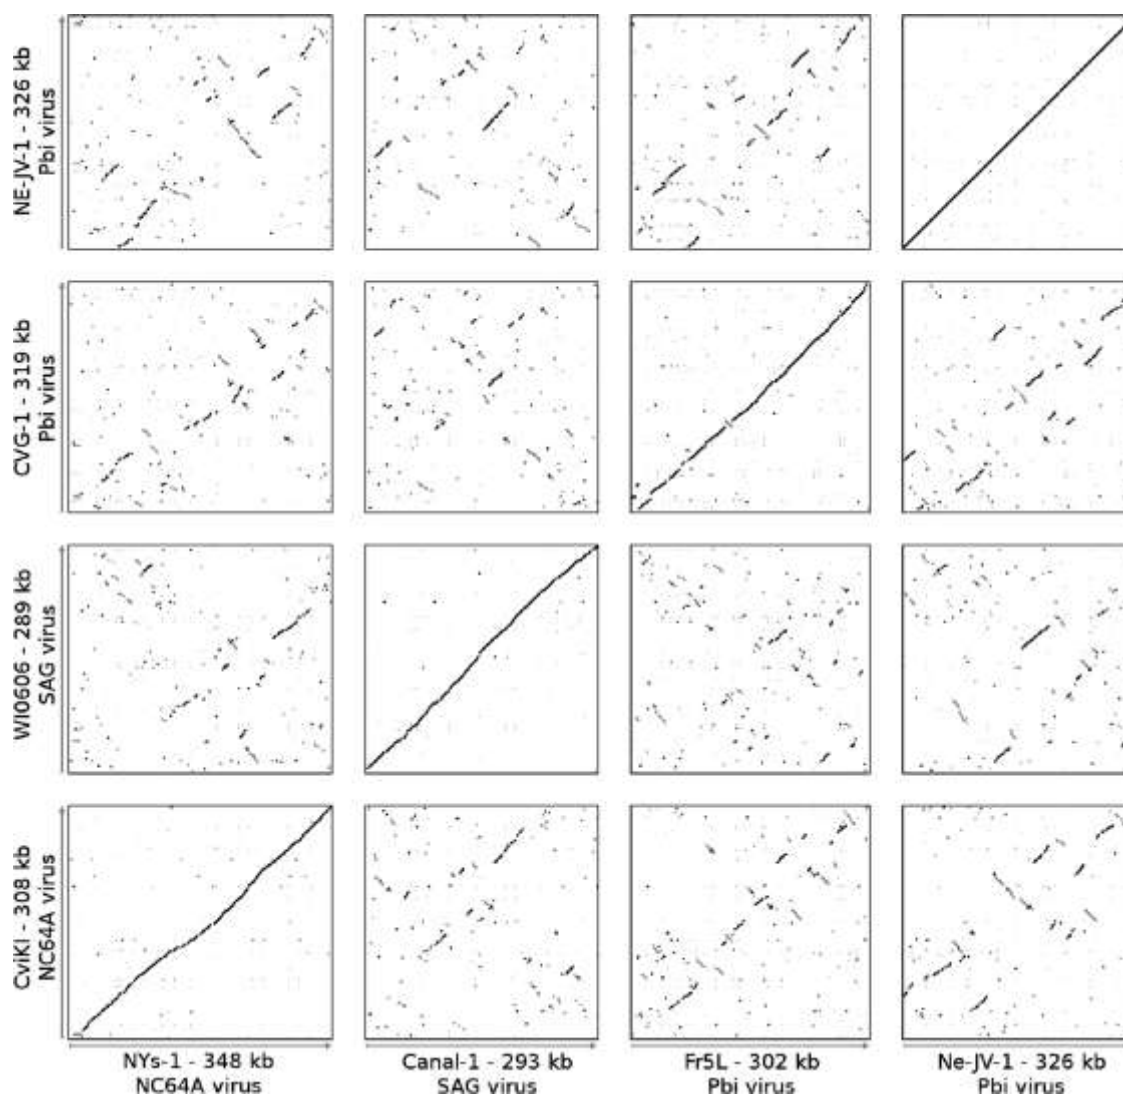 NE-JV-1 - 326 kb
Pbi virus
CVG-1 - 319 kb
Pbi virus
WI0606 - 289 kb
SAG virus
CviKI - 308 kb
NC64A virus
NYs-1 - 348 kb
NC64A virus
Canal-1 - 293 kb
SAG virus
Fr5L - 302 kb
Pbi virus
Ne-JV-1 - 326 kb
Pbi virus